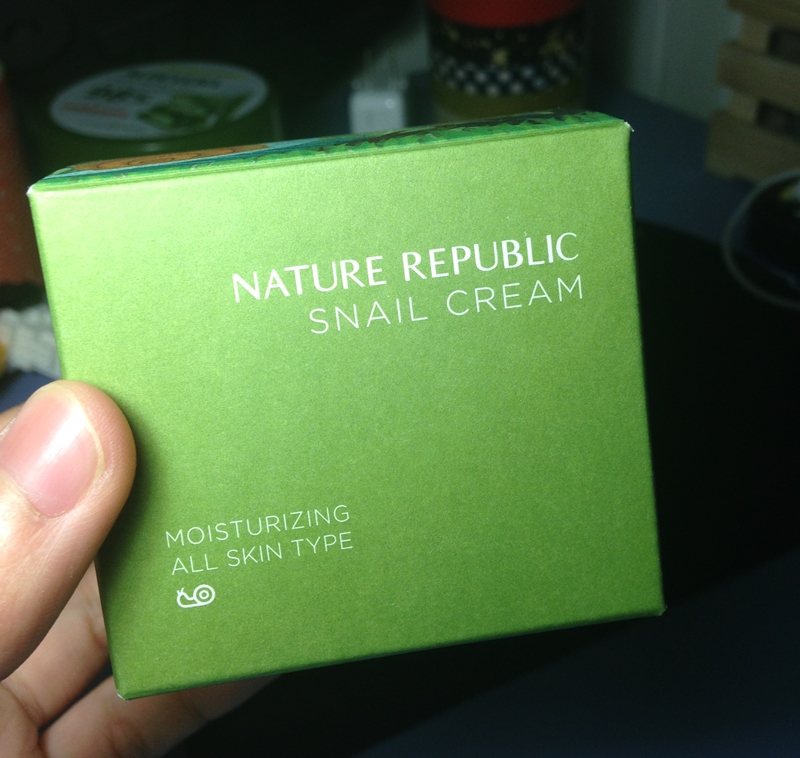 NATURE REPUBLIC
SNAIL CREAM
MOISTURIZING
ALL SKIN TYPE